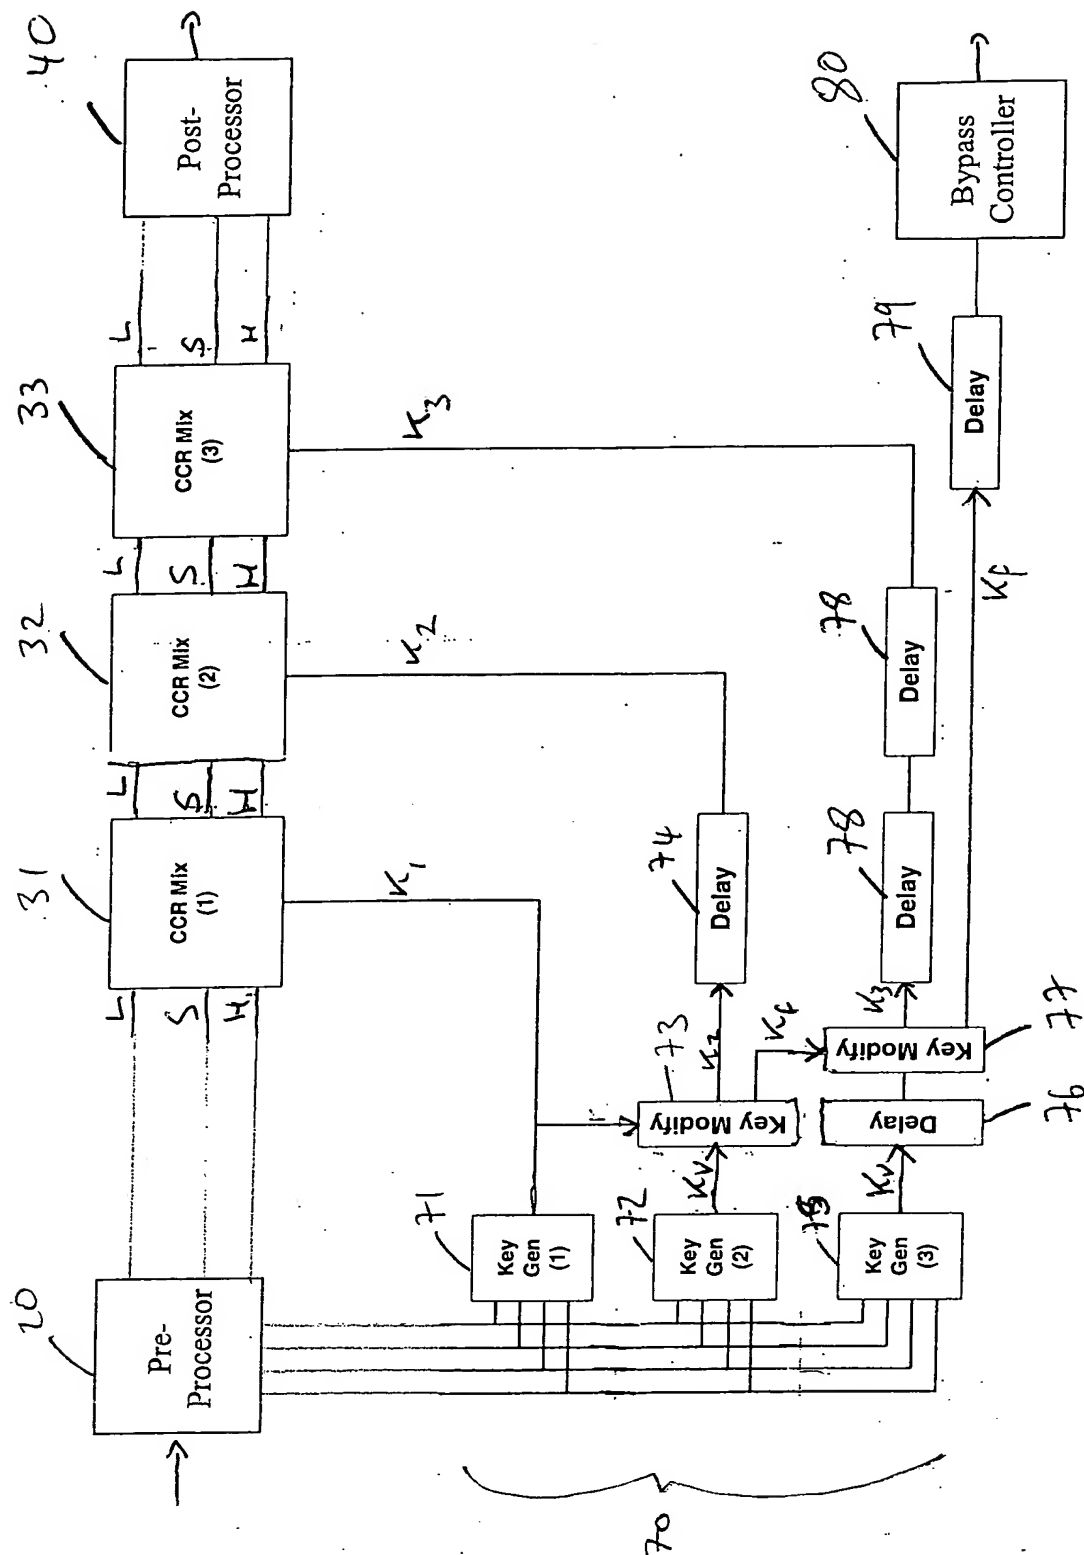 20
Pre-
Processor
L
S
H
31
CCR Mix
(1)
L
S
H
32
CCR Mix
(2)
L
S
H
33
CCR Mix
(3)
L
S
H
40
Post-
Processor
K1
K2
K3
70
71
Key
Gen
(1)
72
Key
Gen
(2)
Kv
73
Key Modify
K2
Kf
74
Delay
Key
Gen
(3)
Kv
76
Delay
77
Key Modify
K3
78
Delay
78
Delay
Kf
79
Delay
80
Bypass
Controller